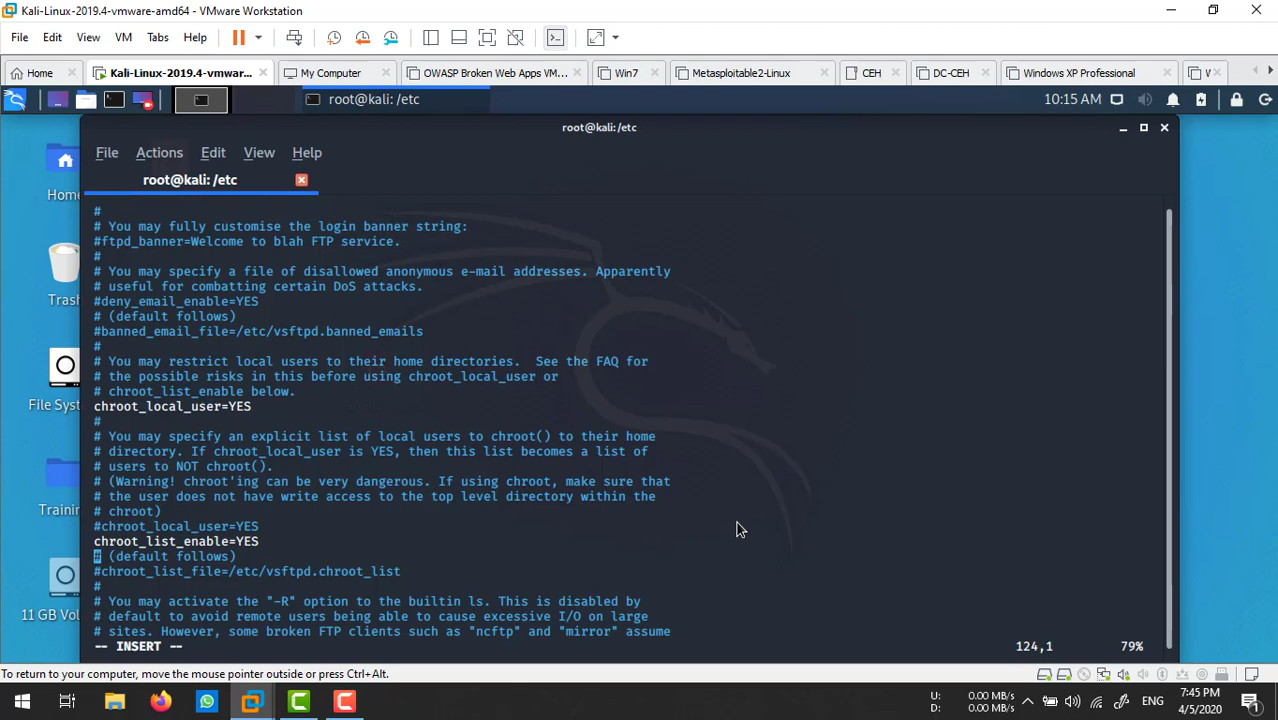 Kali-Linux-2019.4-vmware-amd64 - VMware Workstation
File Edit View VM Tabs Help
Home Kali-Linux-2019.4-vmwar... My Computer OWASP Broken Web Apps VM... Win7 Metasploitable2-Linux CEH DC-CEH Windows XP Professional W
root@kali: /etc 10:15 AM
root@kali:/etc
File Actions Edit View Help
root@kali: /etc
#
# You may fully customise the login banner string:
#ftpd_banner=Welcome to blah FTP service.
#
# You may specify a file of disallowed anonymous e-mail addresses. Apparently
# useful for combatting certain DoS attacks.
#deny_email_enable=YES
# (default follows)
#banned_email_file=/etc/vsftpd.banned_emails
#
# You may restrict local users to their home directories.  See the FAQ for
# the possible risks in this before using chroot_local_user or
# chroot_list_enable below.
chroot_local_user=YES
#
# You may specify an explicit list of local users to chroot() to their home
# directory. If chroot_local_user is YES, then this list becomes a list of
# users to NOT chroot().
# (Warning! chroot'ing can be very dangerous. If using chroot, make sure that
# the user does not have write access to the top level directory within the
# chroot)
#chroot_local_user=YES
chroot_list_enable=YES
# (default follows)
#chroot_list_file=/etc/vsftpd.chroot_list
#
# You may activate the "-R" option to the builtin ls. This is disabled by
# default to avoid remote users being able to cause excessive I/O on large
# sites. However, some broken FTP clients such as "ncftp" and "mirror" assume
-- INSERT -- 124,1 79%
Home
Trash
File Sys
Training
11 GB Vol
To return to your computer, move the mouse pointer outside or press Ctrl+Alt.
U: 0.00 MB/s
D: 0.00 MB/s
ENG
7:45 PM
4/5/2020
1